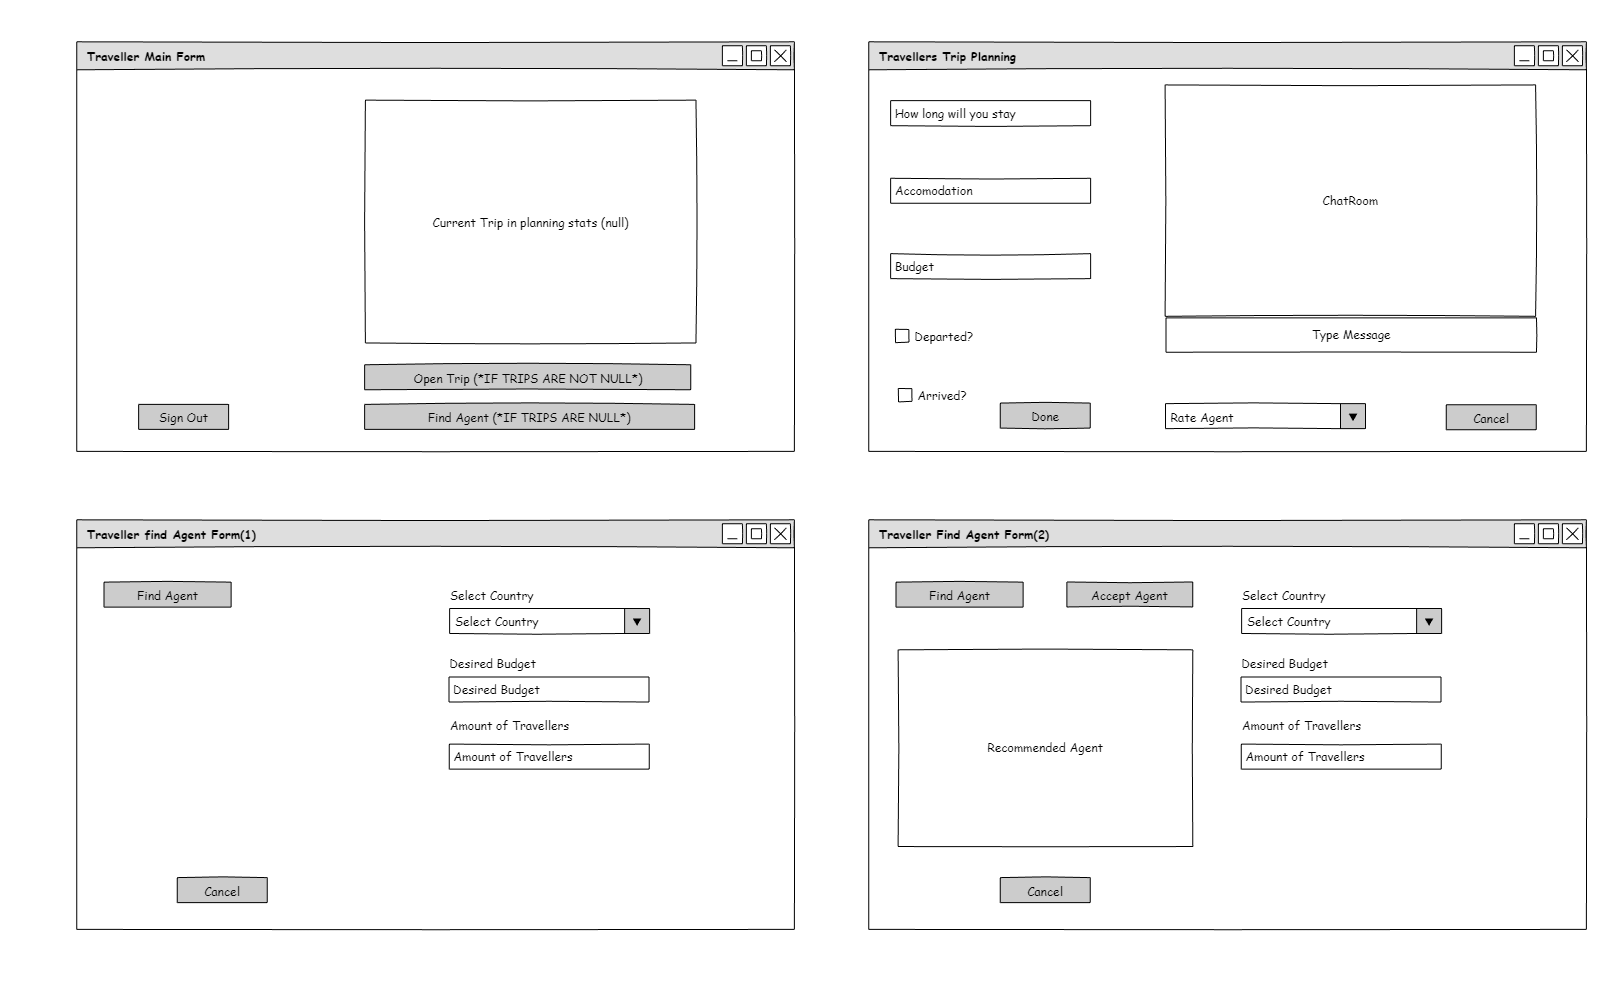 Traveller Main Form
Current Trip in planning stats (null)
Open Trip (*IF TRIPS ARE NOT NULL*)
Sign Out
Find Agent (*IF TRIPS ARE NULL*)
Travellers Trip Planning
How long will you stay
Accomodation
Budget
Departed?
Arrived?
Done
ChatRoom
Type Message
Rate Agent
Cancel
Traveller find Agent Form(1)
Find Agent
Select Country
Select Country
Desired Budget
Desired Budget
Amount of Travellers
Amount of Travellers
Cancel
Traveller Find Agent Form(2)
Find Agent
Accept Agent
Recommended Agent
Select Country
Select Country
Desired Budget
Desired Budget
Amount of Travellers
Amount of Travellers
Cancel